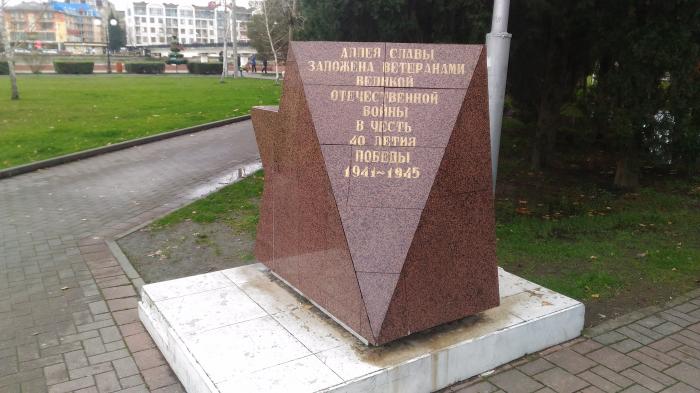 АЛЛЕЯ СЛАВЫ
ЗАЛОЖЕНА ВЕТЕРАНАМИ
ВЕЛИКОЙ
ОТЕЧЕСТВЕННОЙ
ВОЙНЫ
В ЧЕСТЬ
40 ЛЕТИЯ
ПОБЕДЫ
1941~1945